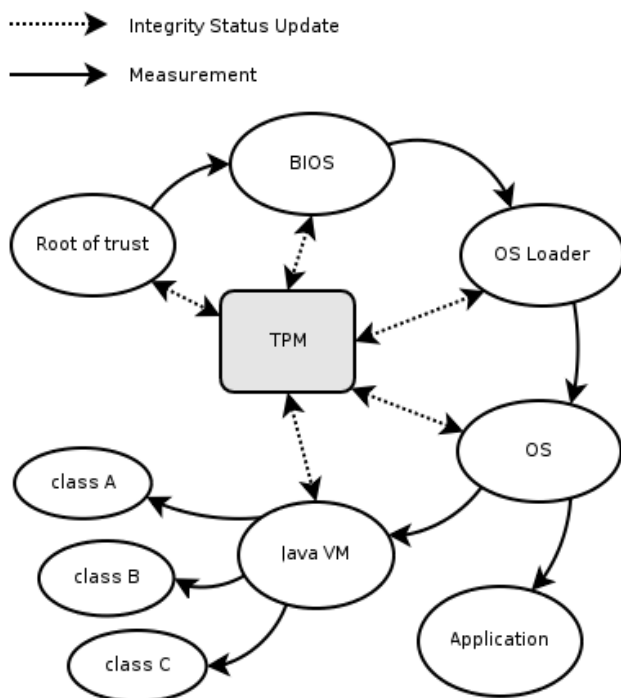 Integrity Status Update
Measurement
BIOS
Root of trust
OS Loader
TPM
OS
class A
Java VM
class B
Application
class C